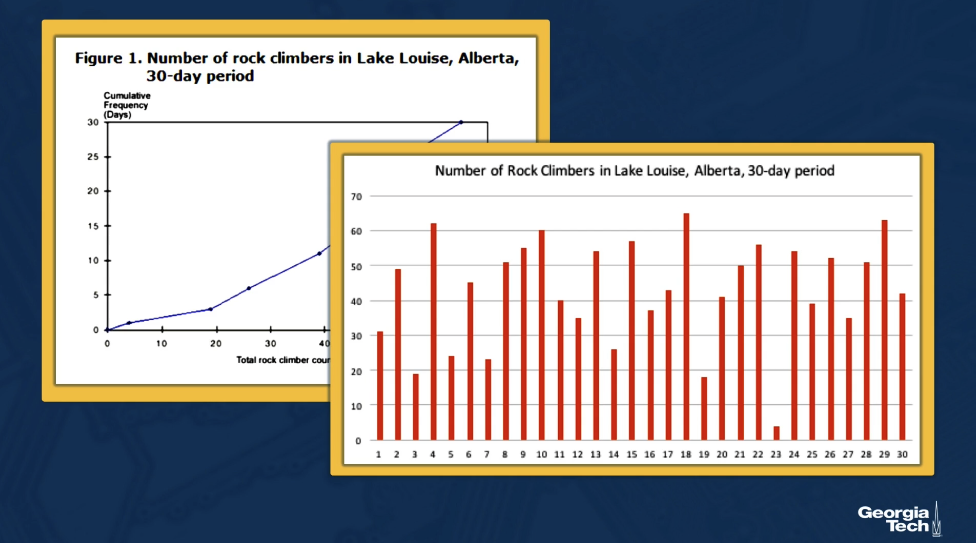 Figure 1. Number of rock climbers in Lake Louise, Alberta,
30-day period
Cumulative
Frequency
(Days)
30
25
20
15
10
5
0
0 10 20 30 40
Total rock climber cour
Number of Rock Climbers in Lake Louise, Alberta, 30-day period
70
60
50
40
30
20
10
0
1 2 3 4 5 6 7 8 9 10 11 12 13 14 15 16 17 18 19 20 21 22 23 24 25 26 27 28 29 30
Georgia
Tech